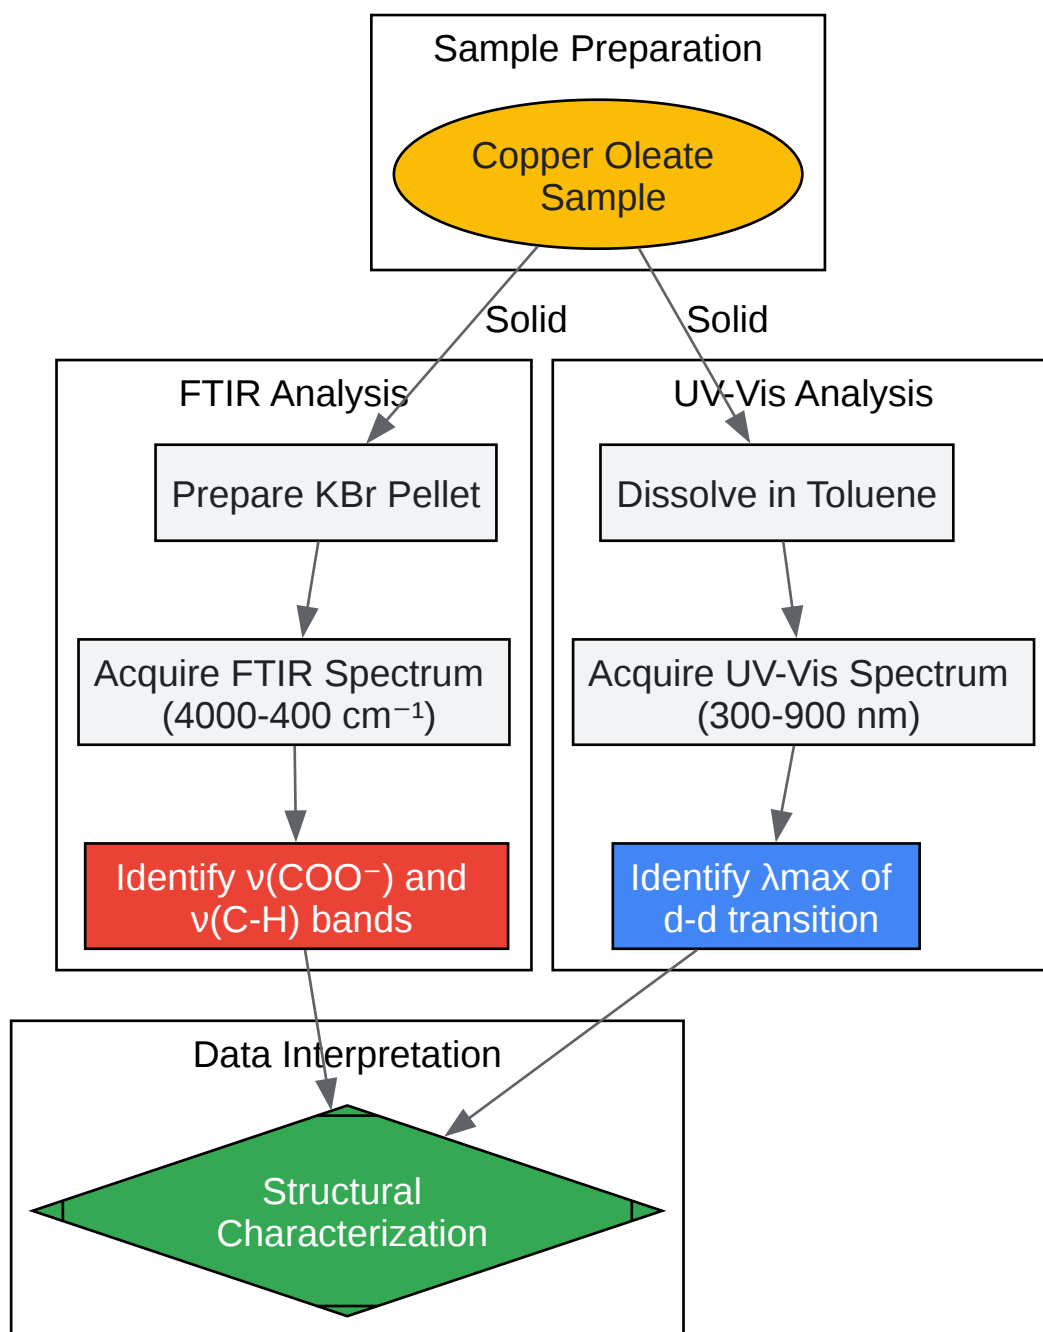 Sample Preparation
Copper Oleate
Sample
Solid
Solid
FTIR Analysis
UV-Vis Analysis
Prepare KBr Pellet
Dissolve in Toluene
Acquire FTIR Spectrum
(4000-400 cm⁻¹)
Acquire UV-Vis Spectrum
(300-900 nm)
Identify ν(COO⁻) and
ν(C-H) bands
Identify λmax of
d-d transition
Data Interpretation
Structural
Characterization